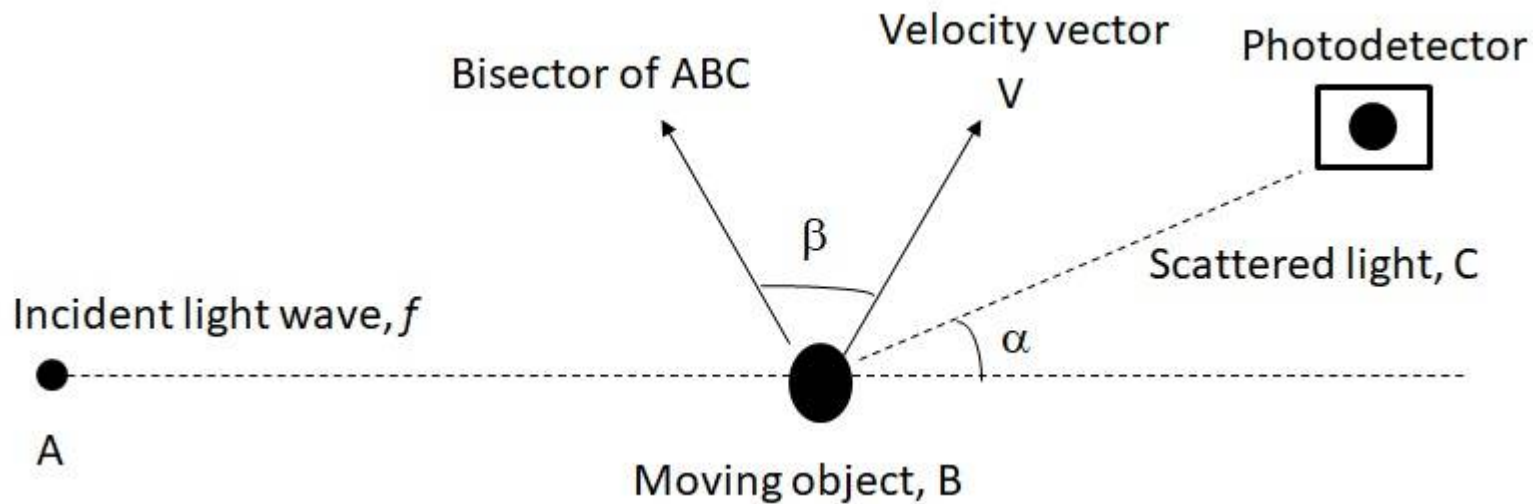 Velocity vector
V
Photodetector
Bisector of ABC
β
Scattered light, C
Incident light wave, f
α
A
Moving object, B